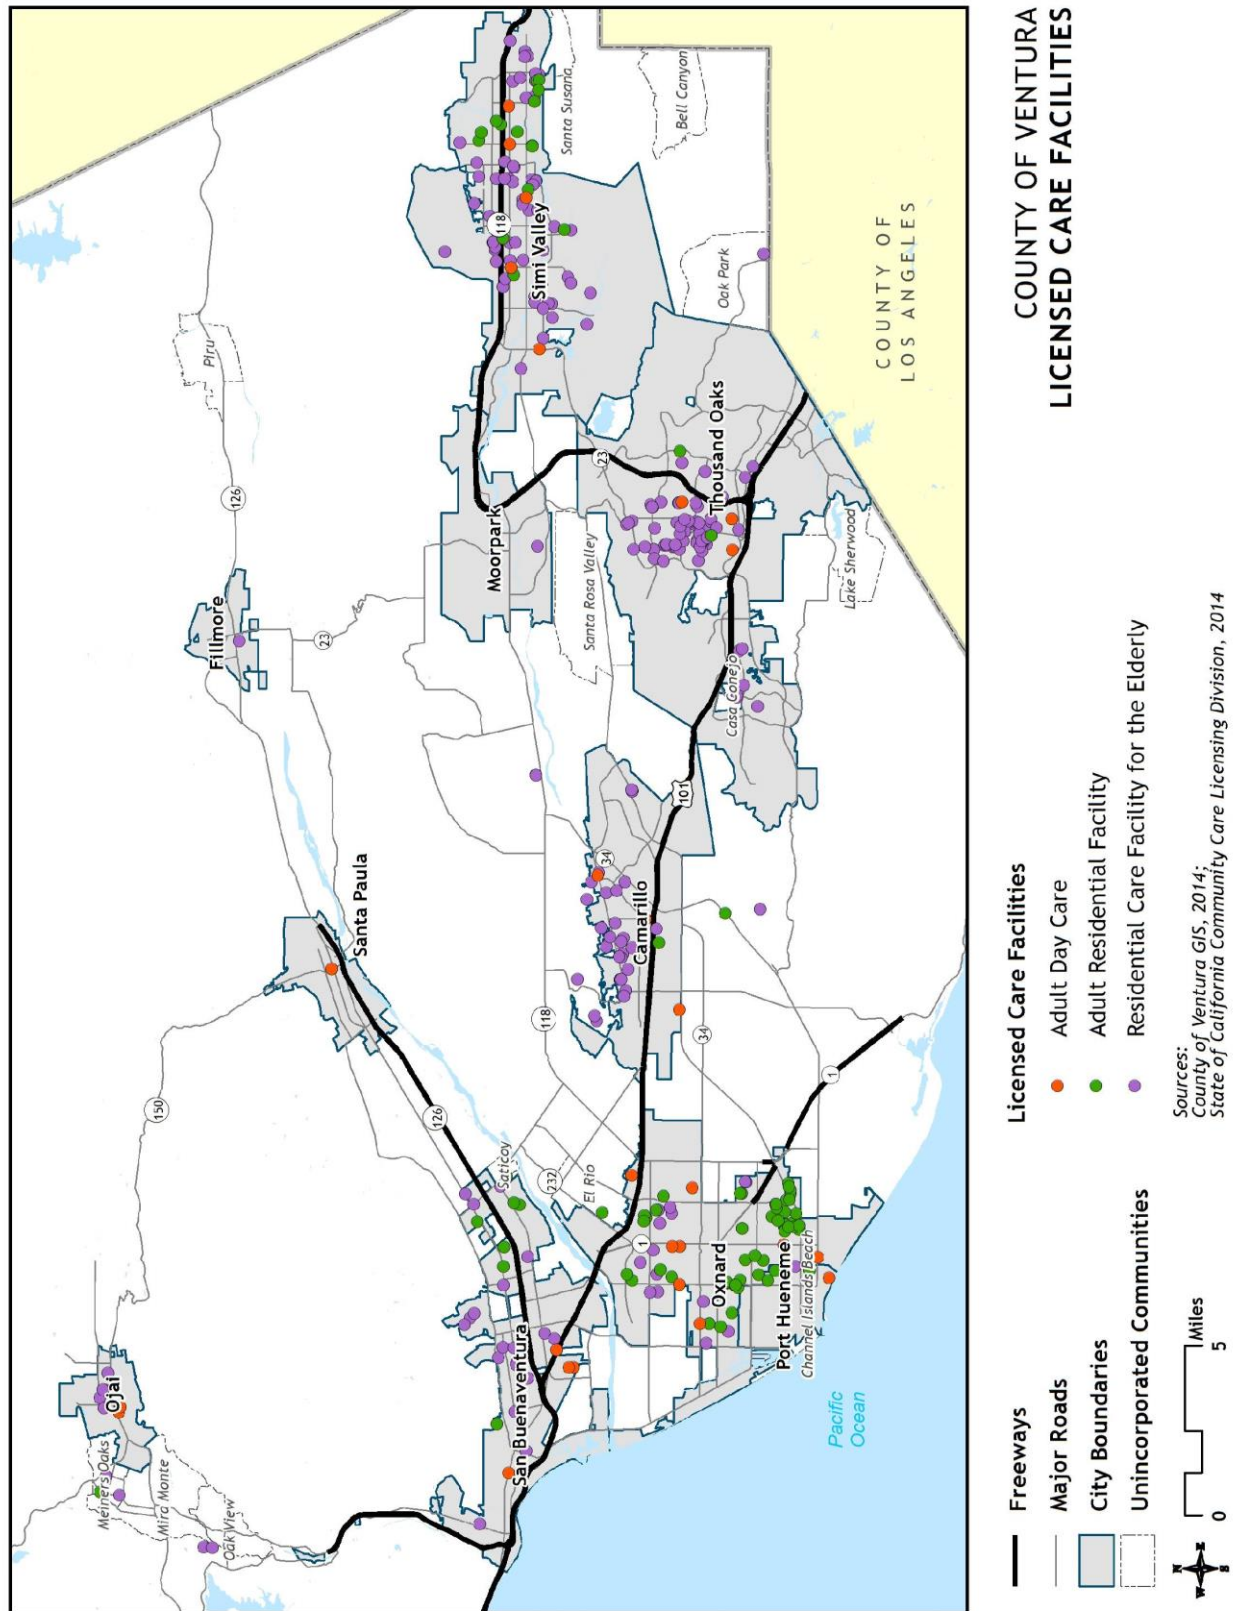 COUNTY OF VENTURA
LICENSED CARE FACILITIES
Ojai
Meiners Oaks
Mira Monte
Oak View
150
Santa Paula
Fillmore
Piru
126
126
23
Saticoy
232
El Rio
118
San Buenaventura
1
Oxnard
Port Hueneme
Channel Islands Beach
Pacific
Ocean
34
34
1
Camarillo
101
Santa Rosa Valley
Casa Conejo
Moorpark
23
Thousand Oaks
Lake Sherwood
118
Simi Valley
Santa Susana
Bell Canyon
Oak Park
COUNTY OF
LOS ANGELES
Freeways
Major Roads
City Boundaries
Unincorporated Communities
Licensed Care Facilities
Adult Day Care
Adult Residential Facility
Residential Care Facility for the Elderly
N
W E
S
0 5 Miles
Sources:
County of Ventura GIS, 2014;
State of California Community Care Licensing Division, 2014